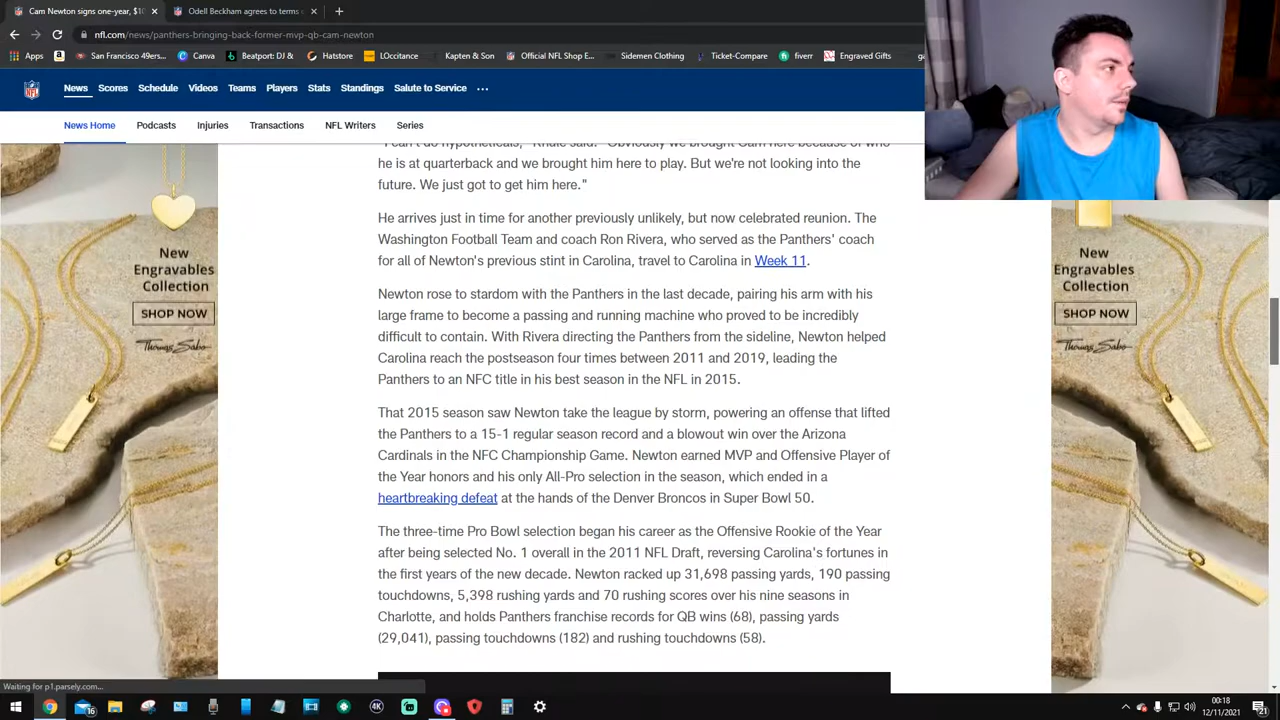 Cam Newton signs one-year, $10
Odell Beckham agrees to terms
nfl.com/news/panthers-bringing-back-former-mvp-qb-cam-newton
San Francisco 49ers... Canva Beatport: DJ & Hatstore LOccitance Kapten & Son Official NFL Shop E... Sidemen Clothing Ticket-Compare fiverr Engraved Gifts
News Scores Schedule Videos Teams Players Stats Standings Salute to Service ...
News Home Podcasts Injuries Transactions NFL Writers Series
"I can't do hypotheticals," Rhule said. "Obviously we brought Cam here because of who
he is at quarterback and we brought him here to play. But we're not looking into the
future. We just got to get him here."
He arrives just in time for another previously unlikely, but now celebrated reunion. The
Washington Football Team and coach Ron Rivera, who served as the Panthers' coach
for all of Newton's previous stint in Carolina, travel to Carolina in Week 11.
Newton rose to stardom with the Panthers in the last decade, pairing his arm with his
large frame to become a passing and running machine who proved to be incredibly
difficult to contain. With Rivera directing the Panthers from the sideline, Newton helped
Carolina reach the postseason four times between 2011 and 2019, leading the
Panthers to an NFC title in his best season in the NFL in 2015.
That 2015 season saw Newton take the league by storm, powering an offense that lifted
the Panthers to a 15-1 regular season record and a blowout win over the Arizona
Cardinals in the NFC Championship Game. Newton earned MVP and Offensive Player of
the Year honors and his only All-Pro selection in the season, which ended in a
heartbreaking defeat at the hands of the Denver Broncos in Super Bowl 50.
The three-time Pro Bowl selection began his career as the Offensive Rookie of the Year
after being selected No. 1 overall in the 2011 NFL Draft, reversing Carolina's fortunes in
the first years of the new decade. Newton racked up 31,698 passing yards, 190 passing
touchdowns, 5,398 rushing yards and 70 rushing scores over his nine seasons in
Charlotte, and holds Panthers franchise records for QB wins (68), passing yards
(29,041), passing touchdowns (182) and rushing touchdowns (58).
New
Engravables
Collection
SHOP NOW
Thomas Sabo
New
Engravables
Collection
SHOP NOW
Thomas Sabo
Waiting for p1.parsely.com...
16
4K
00:18
12/11/2021
21